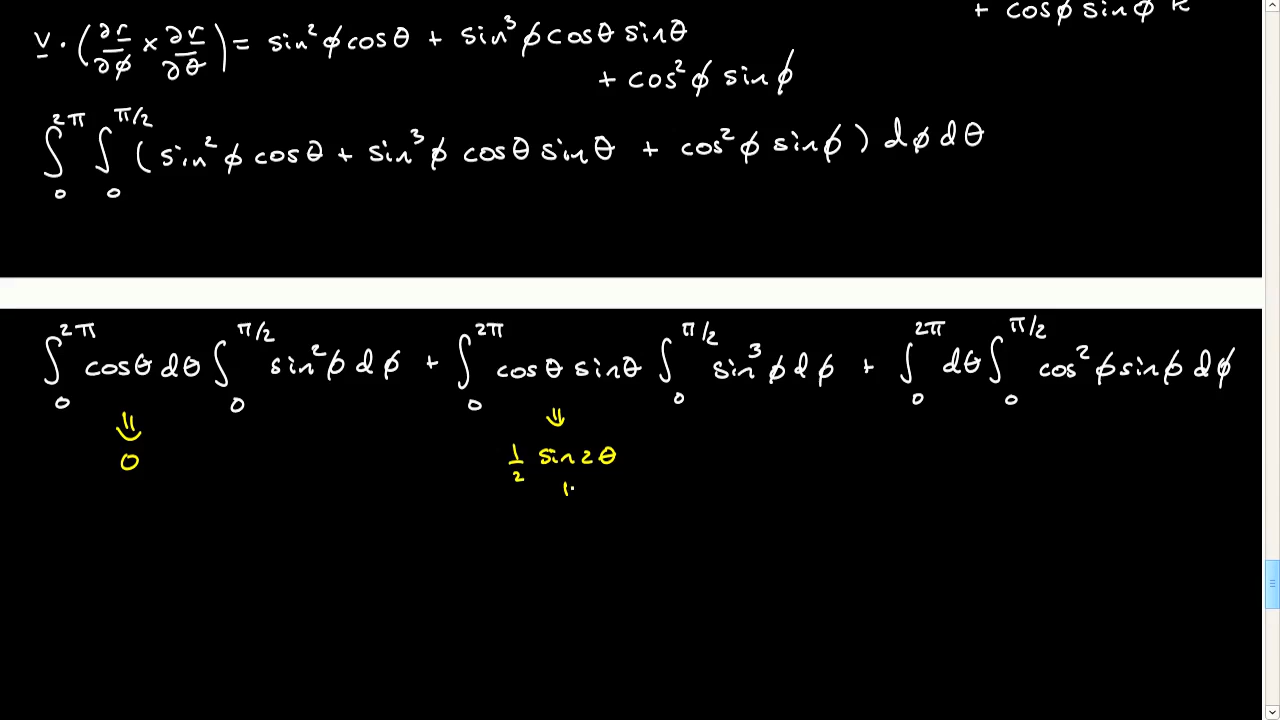 + cosφ sinφ k
v · (∂r/∂φ × ∂r/∂θ) = sin²φ cosθ + sin³φ cosθ sinθ
+ cos²φ sinφ
∫₀^2π ∫₀^π/2 (sin²φ cosθ + sin³φ cosθ sinθ + cos²φ sinφ) dφ dθ
∫₀^2π cosθ dθ ∫₀^π/2 sin²φ dφ + ∫₀^2π cosθ sinθ ∫₀^π/2 sin³φ dφ + ∫₀^2π dθ ∫₀^π/2 cos²φ sinφ dφ
⇓ ⇓
0 1/2 sin2θ